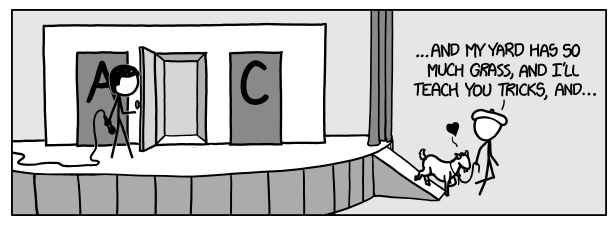 A
C
...AND MY YARD HAS SO
MUCH GRASS, AND I'LL
TEACH YOU TRICKS, AND...